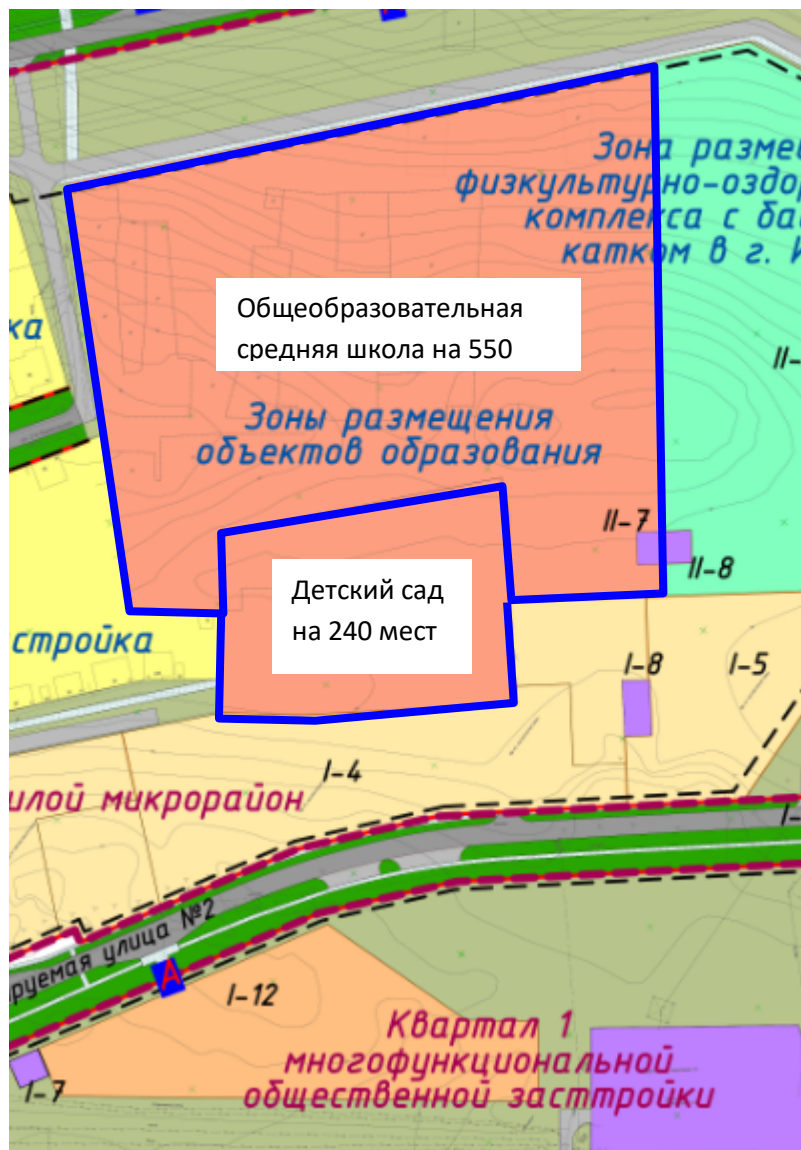 Зона разме
физкультурно-оздор
комплекса с ба
катком в г. И
Общеобразовательная
средняя школа на 550
ка
II-
Зоны размещения
объектов образования
II-7
II-8
Детский сад
на 240 мест
стройка
I-8
I-5
I-4
илой микрорайон
I-
руемая улица №2
А
I-12
Квартал 1
многофункциональной
общественной засттройки
I-7